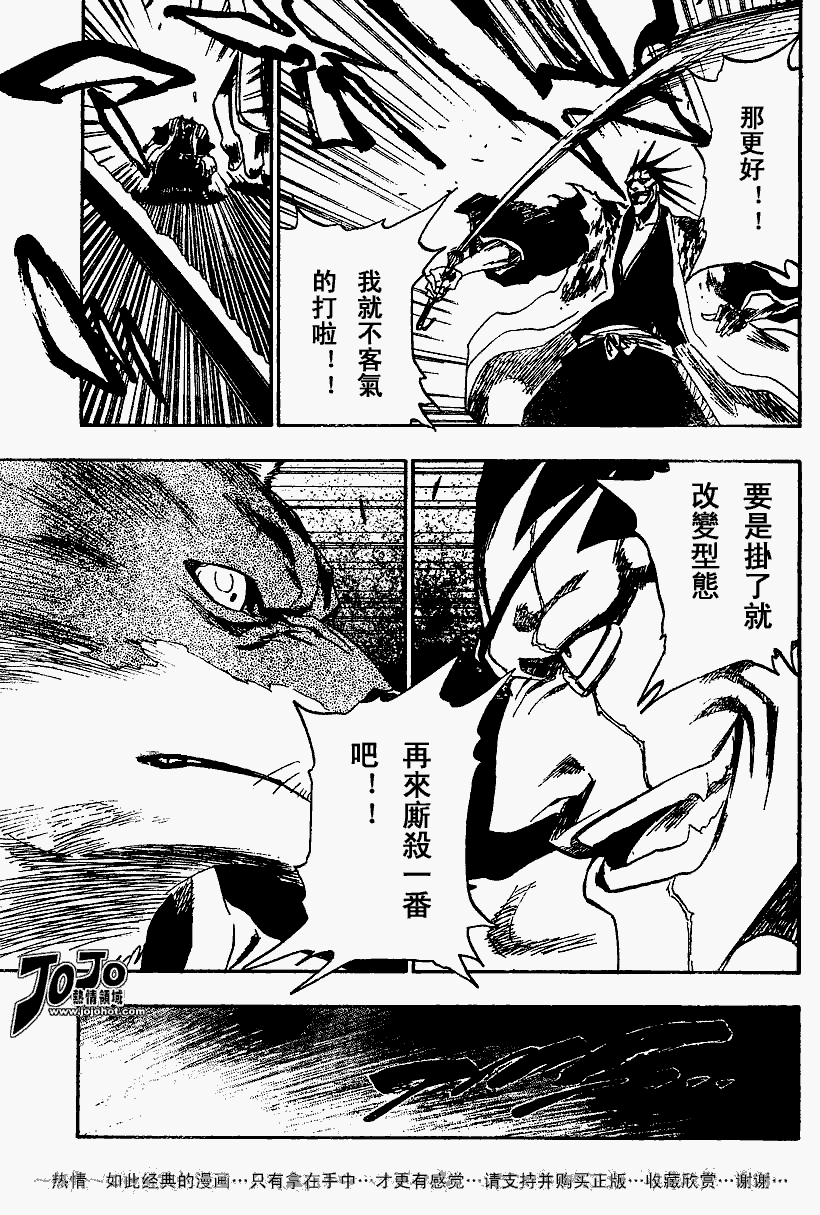 那更好！！
我就不客氣
的打啦！！
要是掛了就
改變型態
再來廝殺一番
吧！！
JOJO
熱情領域
www.jojohot.com
熱情…如此经典的漫画…只有拿在手中…才更有感觉…请支持并购买正版…收藏欣赏…谢谢…